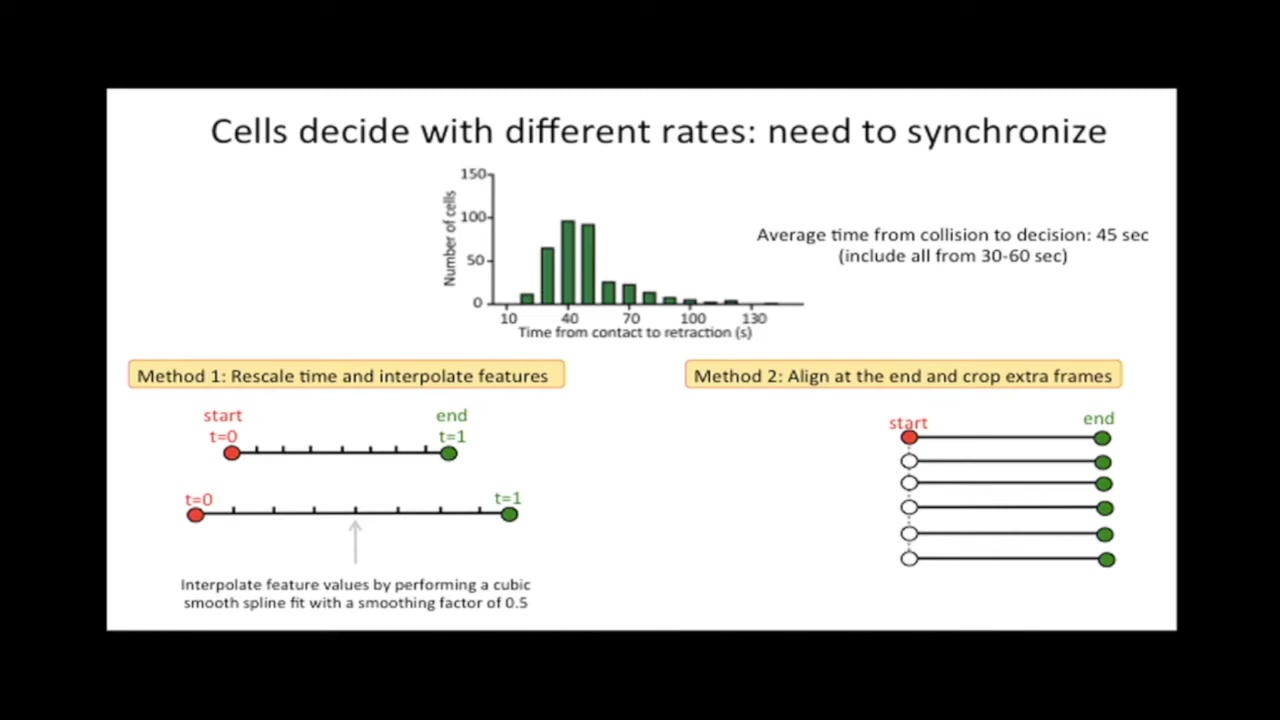 Cells decide with different rates: need to synchronize
150
100
50
0
Number of cells
10 40 70 100 130
Time from contact to retraction (s)
Average time from collision to decision: 45 sec
(include all from 30-60 sec)
Method 1: Rescale time and interpolate features
start end
t=0 t=1
t=0 t=1
Interpolate feature values by performing a cubic
smooth spline fit with a smoothing factor of 0.5
Method 2: Align at the end and crop extra frames
start end